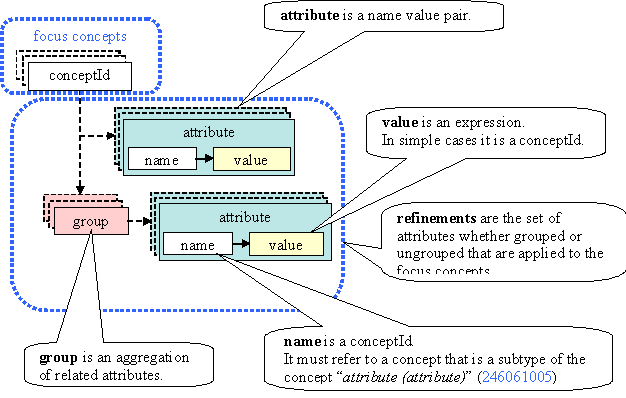 attribute is a name value pair.
focus concepts
conceptId
attribute
name
value
value is an expression.
In simple cases it is a conceptId.
group
attribute
name
value
refinements are the set of
attributes whether grouped or
ungrouped that are applied to the
focus concepts
name is a conceptId
It must refer to a concept that is a subtype of the
concept “attribute (attribute)” (246061005)
group is an aggregation
of related attributes.